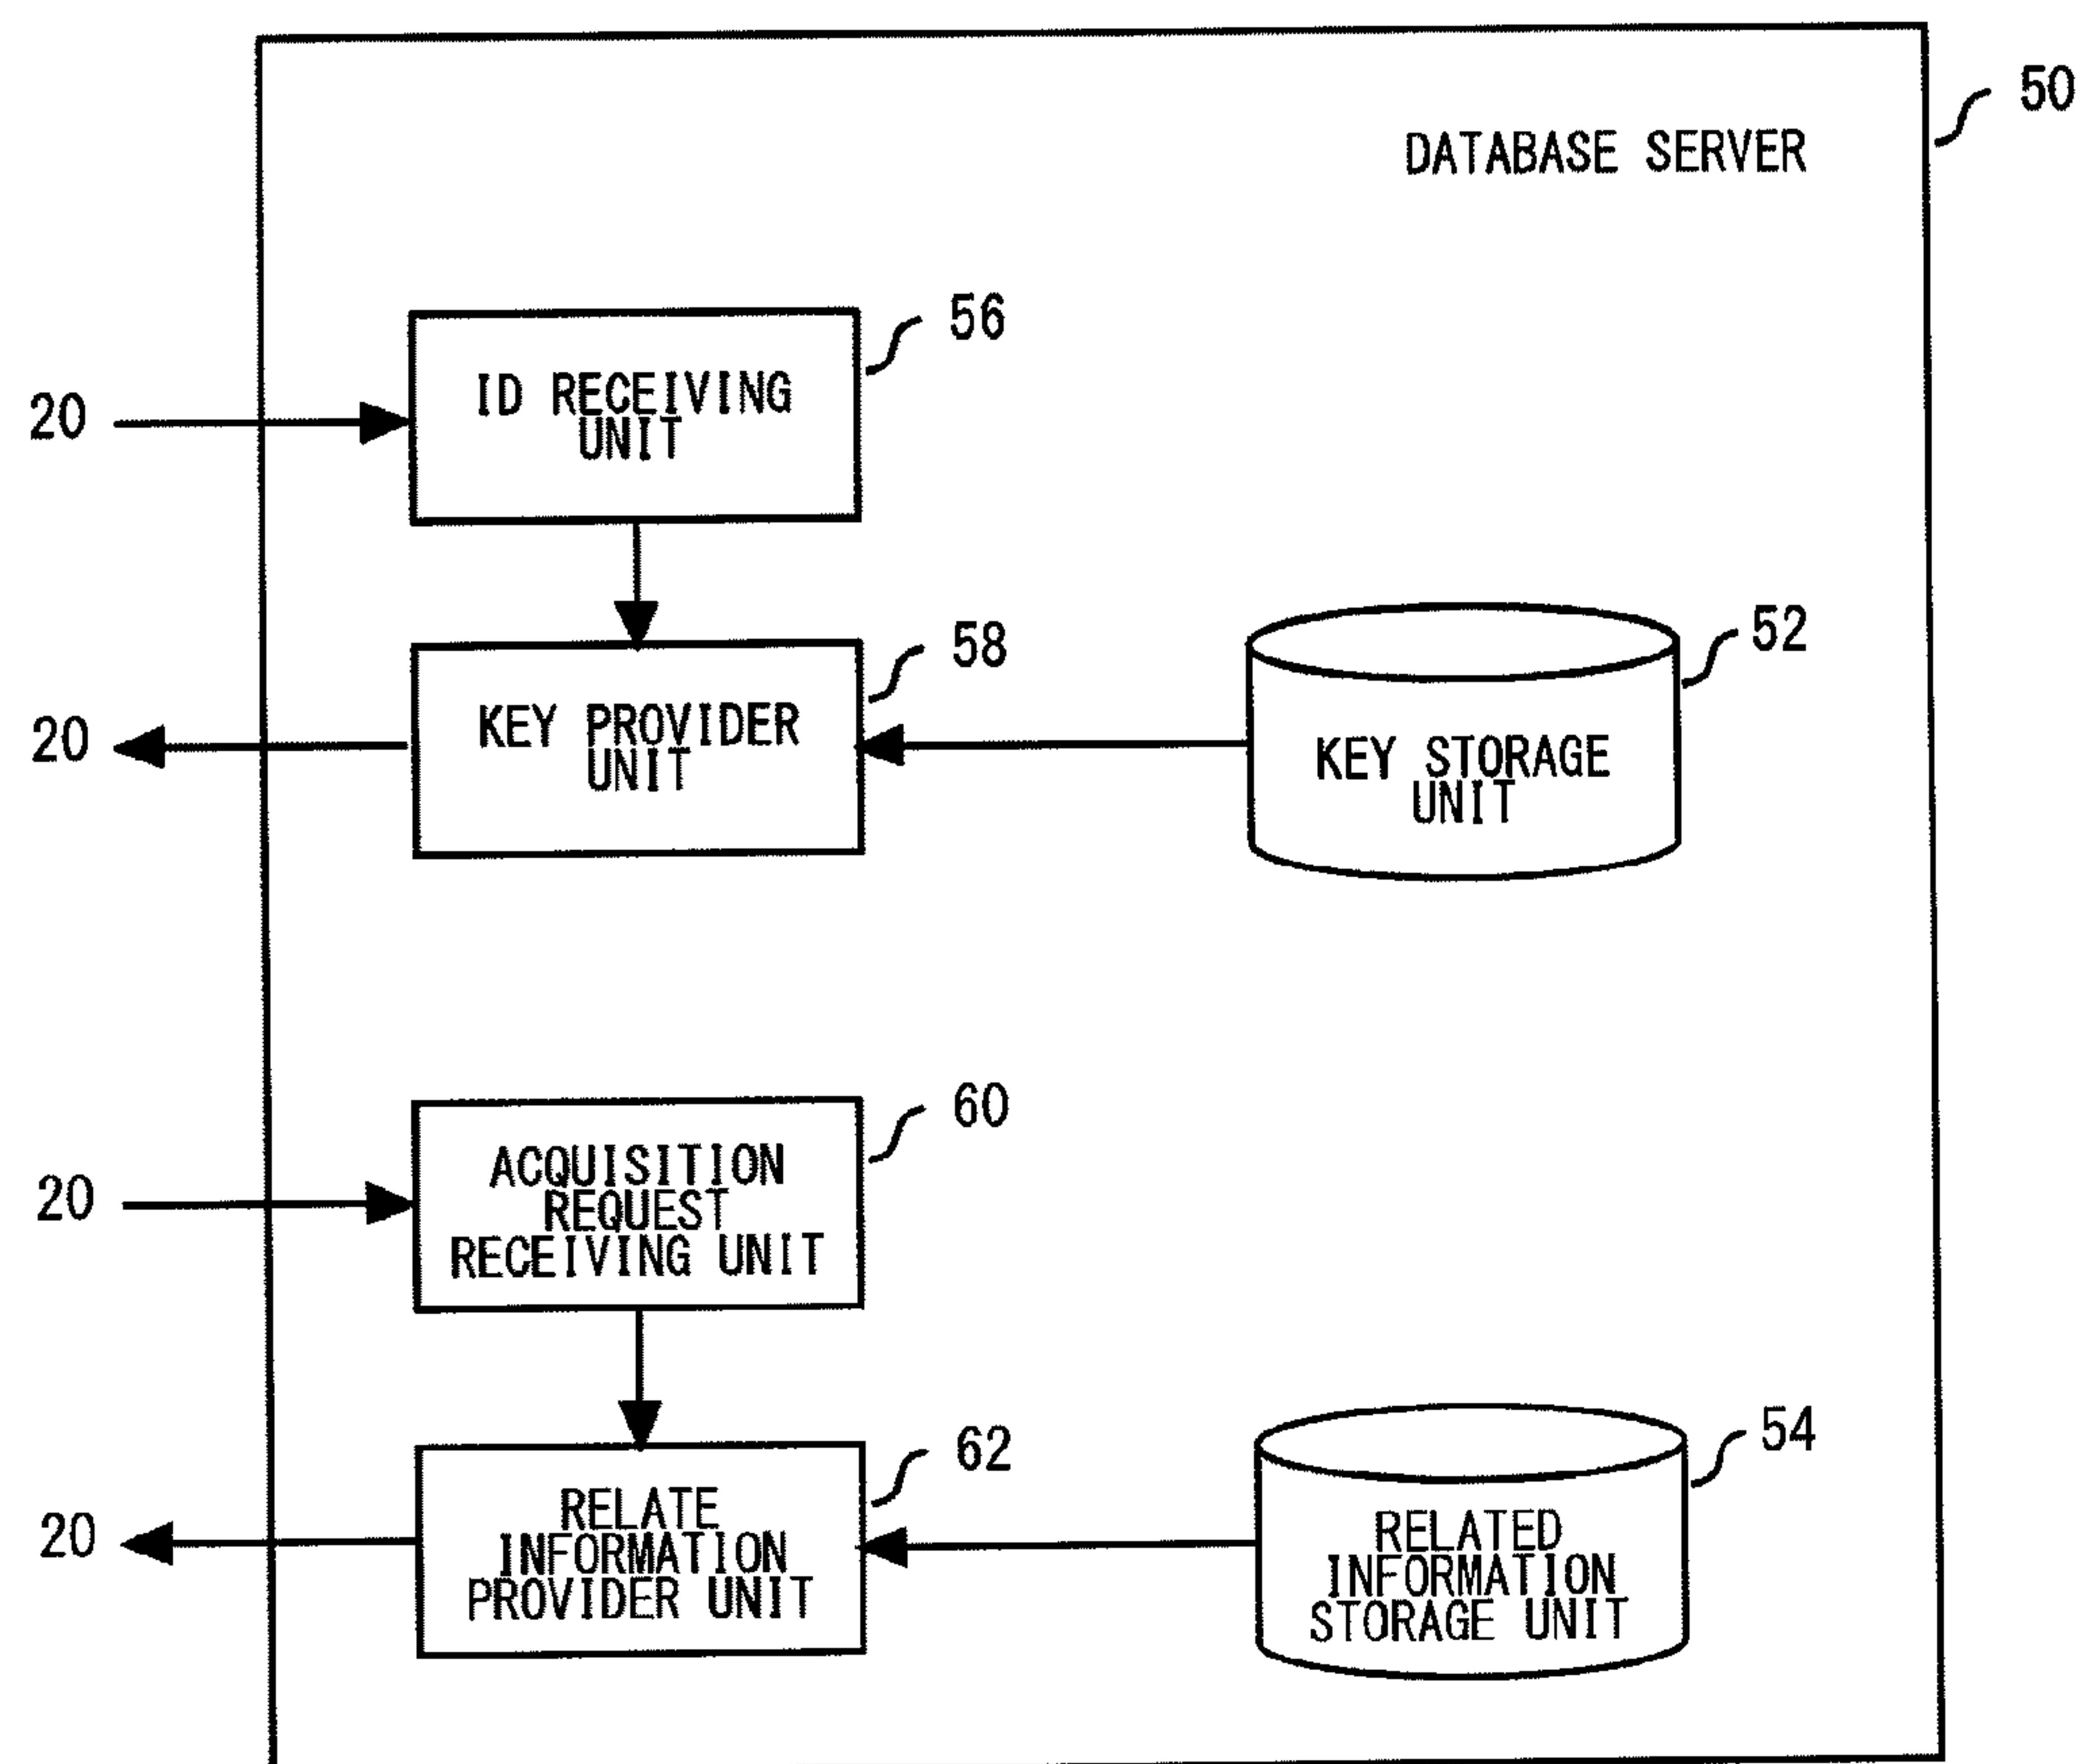 50
DATABASE SERVER
56
ID RECEIVING
UNIT
20
58
KEY PROVIDER
UNIT
20
52
KEY STORAGE
UNIT
60
ACQUISITION
REQUEST
RECEIVING UNIT
20
62
RELATE
INFORMATION
PROVIDER UNIT
20
54
RELATED
INFORMATION
STORAGE UNIT